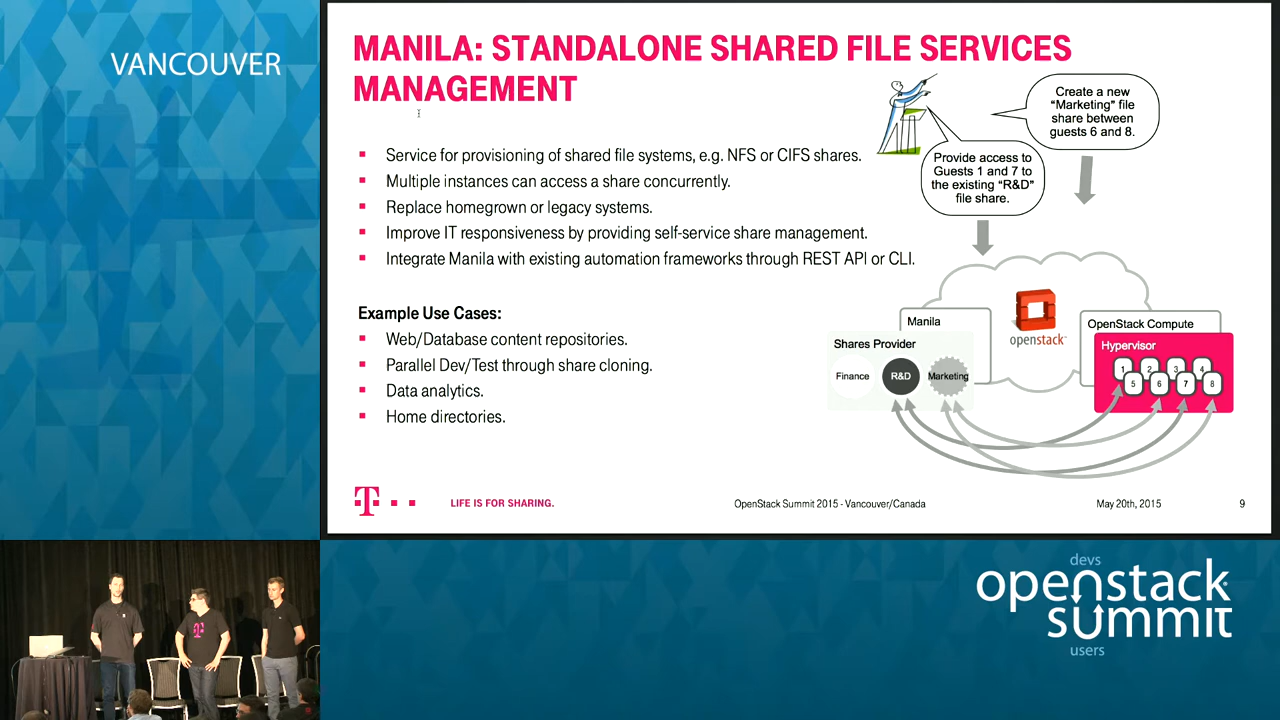 VANCOUVER
MANILA: STANDALONE SHARED FILE SERVICES
MANAGEMENT
Service for provisioning of shared file systems, e.g. NFS or CIFS shares.
Multiple instances can access a share concurrently.
Replace homegrown or legacy systems.
Improve IT responsiveness by providing self-service share management.
Integrate Manila with existing automation frameworks through REST API or CLI.
Example Use Cases:
Web/Database content repositories.
Parallel Dev/Test through share cloning.
Data analytics.
Home directories.
Create a new
“Marketing” file
share between
guests 6 and 8.
Provide access to
Guests 1 and 7 to
the existing “R&D”
file share.
Manila
openstack
OpenStack Compute
Shares Provider
Finance
R&D
Marketing
Hypervisor
1 2 3 4
5 6 7 8
T
LIFE IS FOR SHARING.
OpenStack Summit 2015 - Vancouver/Canada
May 20th, 2015
9
devs
openstack
summit
users
T